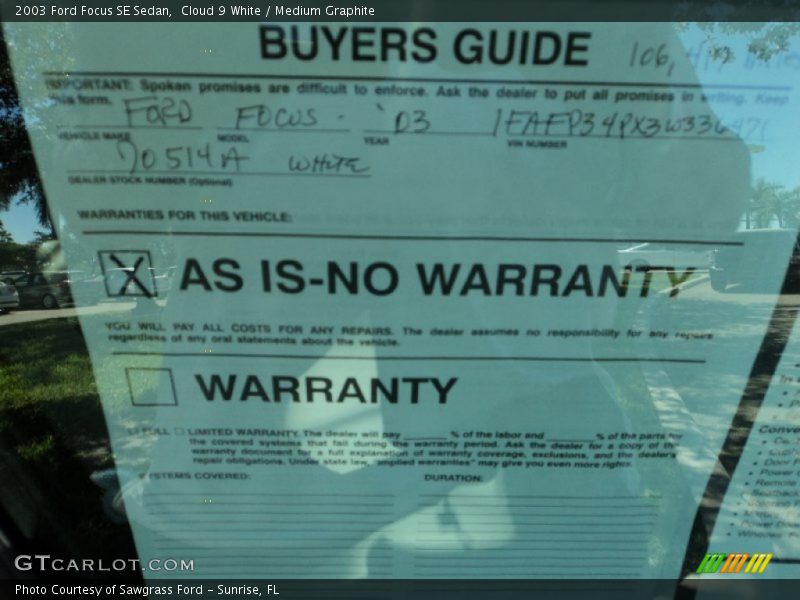 2003 Ford Focus SE Sedan, Cloud 9 White / Medium Graphite
BUYERS GUIDE 106,
IMPORTANT: Spoken promises are difficult to enforce. Ask the dealer to put all promises in writing. Keep
this form.
FORD FOCUS '03 1FAFP34PX3W336
VEHICLE MAKE MODEL YEAR VIN NUMBER
70514A WHITE
DEALER STOCK NUMBER (Optional)
WARRANTIES FOR THIS VEHICLE:
X AS IS-NO WARRANTY
YOU WILL PAY ALL COSTS FOR ANY REPAIRS. The dealer assumes no responsibility for any repairs
regardless of any oral statements about the vehicle.
WARRANTY
FULL LIMITED WARRANTY. The dealer will pay % of the labor and % of the parts for
the covered systems that fail during the warranty period. Ask the dealer for a copy of the
warranty document for a full explanation of warranty coverage, exclusions, and the dealer's
repair obligations. Under state law, "implied warranties" may give you even more rights.
SYSTEMS COVERED: DURATION:
GTCARLOT.COM
Photo Courtesy of Sawgrass Ford - Sunrise, FL